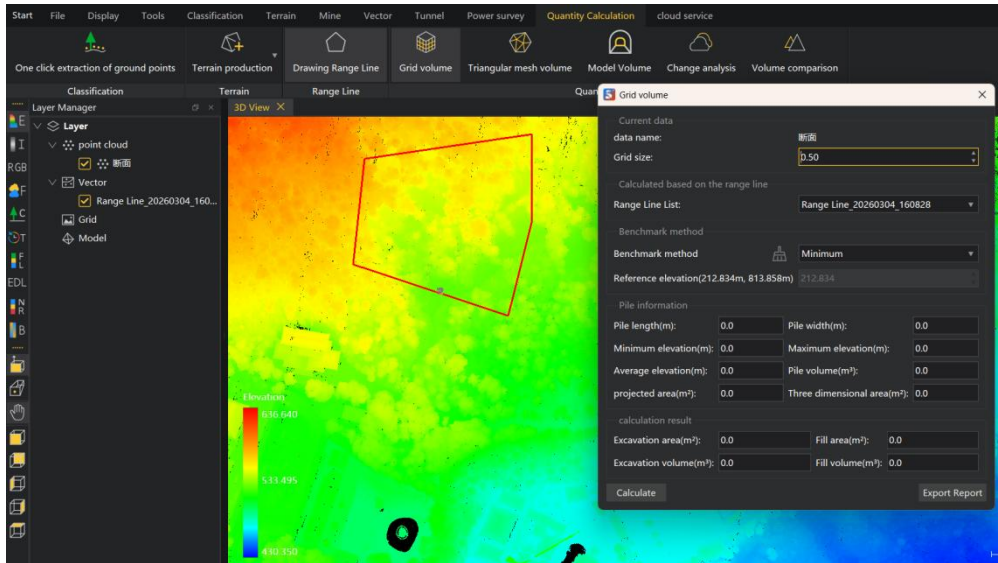 Start File Display Tools Classification Terrain Mine Vector Tunnel Power survey Quantity Calculation cloud service
One click extraction of ground points Terrain production Drawing Range Line Grid volume Triangular mesh volume Model Volume Change analysis Volume comparison
Classification Terrain Range Line Quan
Layer Manager
3D View
Grid volume
E
I
RGB
F
C
T
F L
EDL
N R
B
Layer
point cloud
断面
Vector
Range Line_20260304_160...
Grid
Model
Elevation
636.640
533.495
430.350
Current data
data name: 断面
Grid size: 0.50
Calculated based on the range line
Range Line List: Range Line_20260304_160828
Benchmark method
Benchmark method Minimum
Reference elevation(212.834m, 813.858m) 212.834
Pile information
Pile length(m): 0.0 Pile width(m): 0.0
Minimum elevation(m): 0.0 Maximum elevation(m): 0.0
Average elevation(m): 0.0 Pile volume(m³): 0.0
projected area(m²): 0.0 Three dimensional area(m²): 0.0
calculation result
Excavation area(m²): 0.0 Fill area(m²): 0.0
Excavation volume(m³): 0.0 Fill volume(m³): 0.0
Calculate Export Report